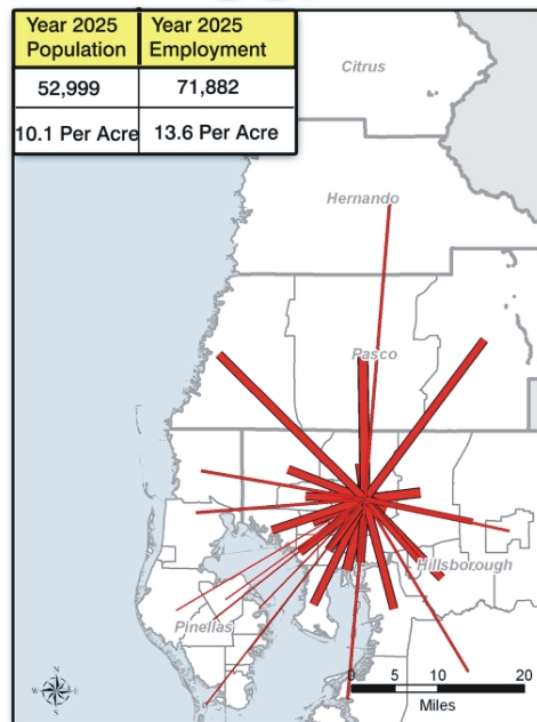 Year 2025 Population
Year 2025 Employment
52,999
71,882
10.1 Per Acre
13.6 Per Acre
Citrus
Hernando
Pasco
Hillsborough
Pinellas
N
W
E
S
0 5 10 20
Miles